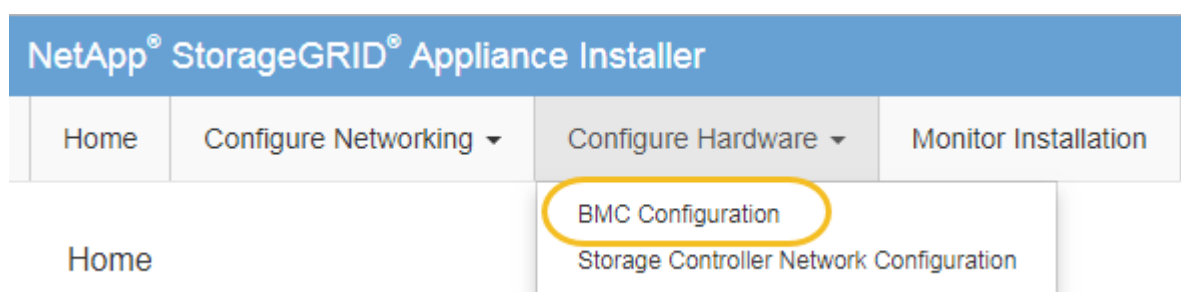 NetApp® StorageGRID® Appliance Installer
Home Configure Networking Configure Hardware Monitor Installation
BMC Configuration
Home
Storage Controller Network Configuration